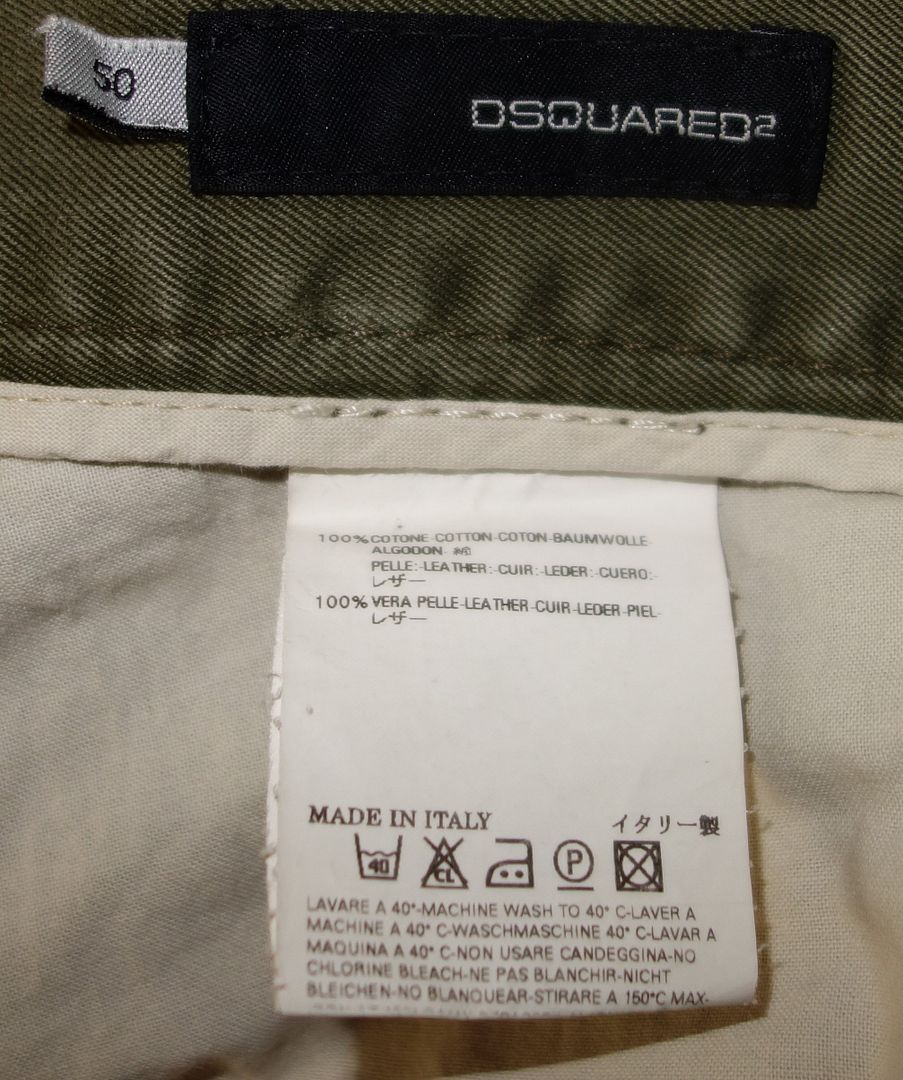 50
DSQUARED2
100% COTONE-COTTON-COTON-BAUMWOLLE-
ALGODON-綿
PELLE:-LEATHER:-CUIR:-LEDER:-CUERO:-
レザー
100% VERA PELLE-LEATHER-CUIR-LEDER-PIEL-
レザー
MADE IN ITALY イタリー製
40 CL P
LAVARE A 40°-MACHINE WASH TO 40° C-LAVER A
MACHINE A 40° C-WASCHMASCHINE 40° C-LAVAR A
MAQUINA A 40° C-NON USARE CANDEGGINA-NO
CHLORINE BLEACH-NE PAS BLANCHIR-NICHT
BLEICHEN-NO BLANQUEAR-STIRARE A 150°C MAX-